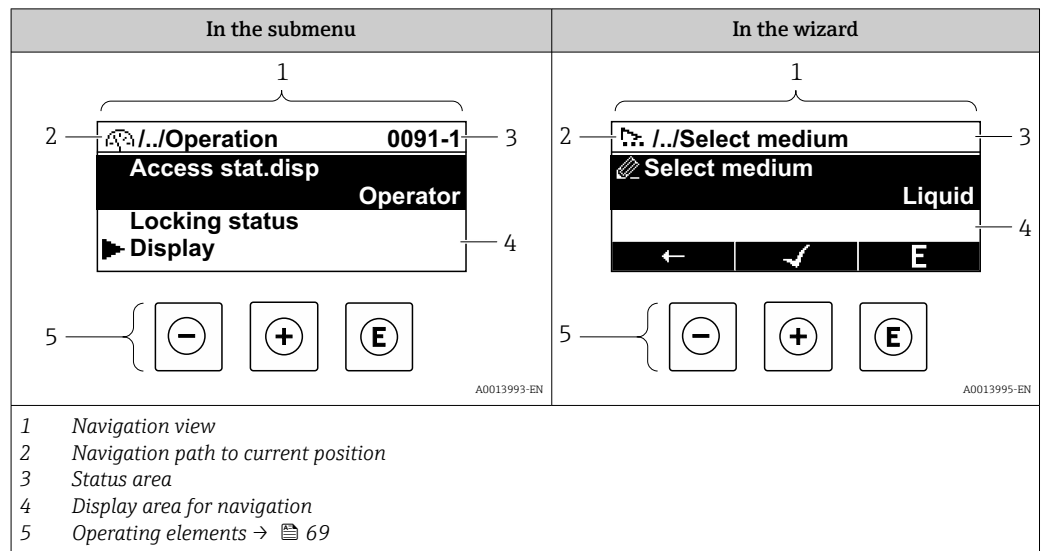 In the submenu
In the wizard
1
2
/../Operation 0091-1
3
Access stat.disp
Operator
Locking status
Display
4
5
- + E
A0013993-EN
1
2
/../Select medium
3
Select medium
Liquid
4
← ✓ E
5
- + E
A0013995-EN
1 Navigation view
2 Navigation path to current position
3 Status area
4 Display area for navigation
5 Operating elements → 69